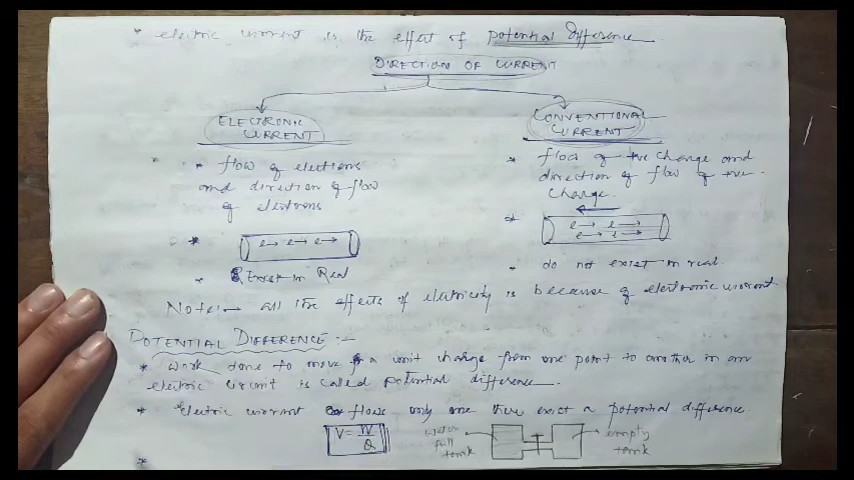 * electric current is the effect of potential difference
DIRECTION OF CURRENT
ELECTRONIC
CURRENT
* flow of electrons
and direction of flow
of electrons
* e→ e→ e→
* Exist in Real
CONVENTIONAL
CURRENT
* flow of +ve charge and
direction of flow of +ve
charge.
* e→ e→
e→ e→
- do not exist in real.
Note:→ all the effects of electricity is because of electronic current
POTENTIAL DIFFERENCE :-
* Work done to move a unit charge from one point to another in an
electric circuit is called potential difference.
* Electric current flows only one there exist a potential difference.
V = W/Q
water
full
tank
empty
tank
*